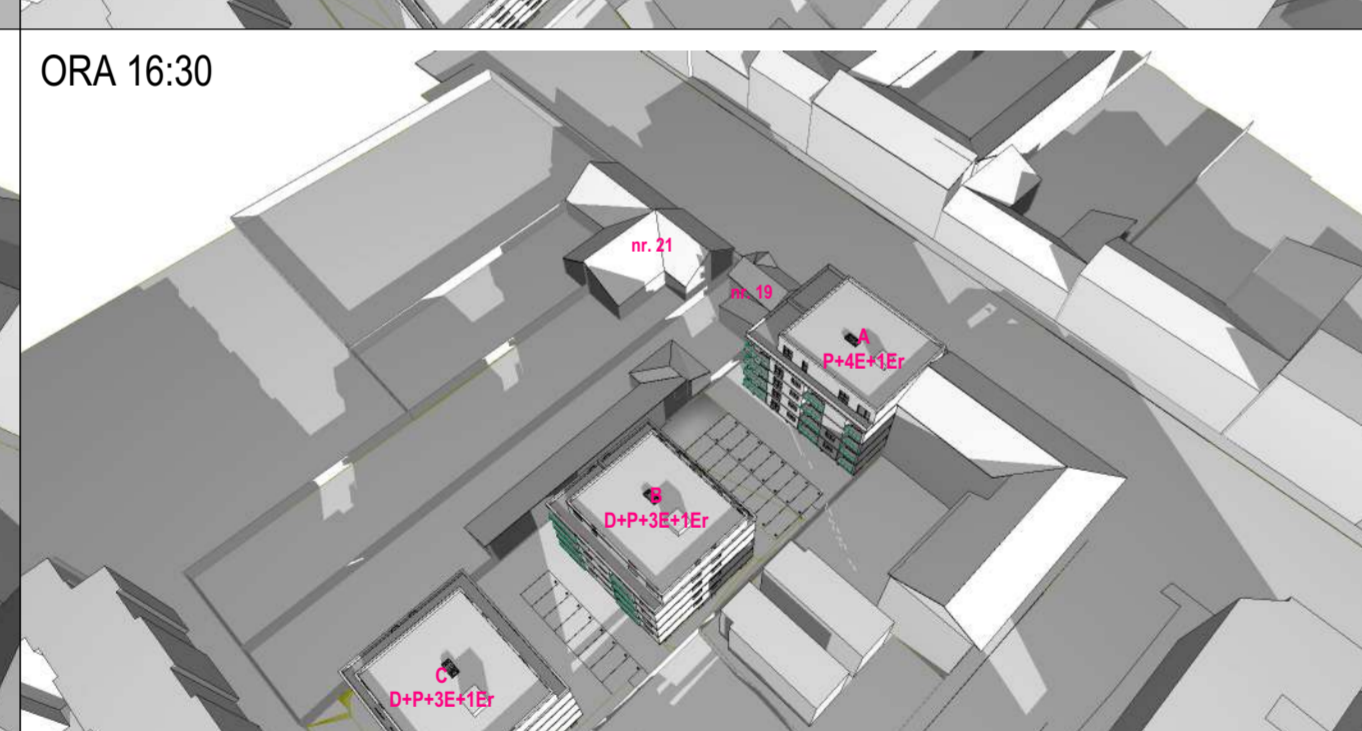 ORA 16:30
nr. 21
nr. 19
A
P+4E+1Er
B
D+P+3E+1Er
C
D+P+3E+1Er